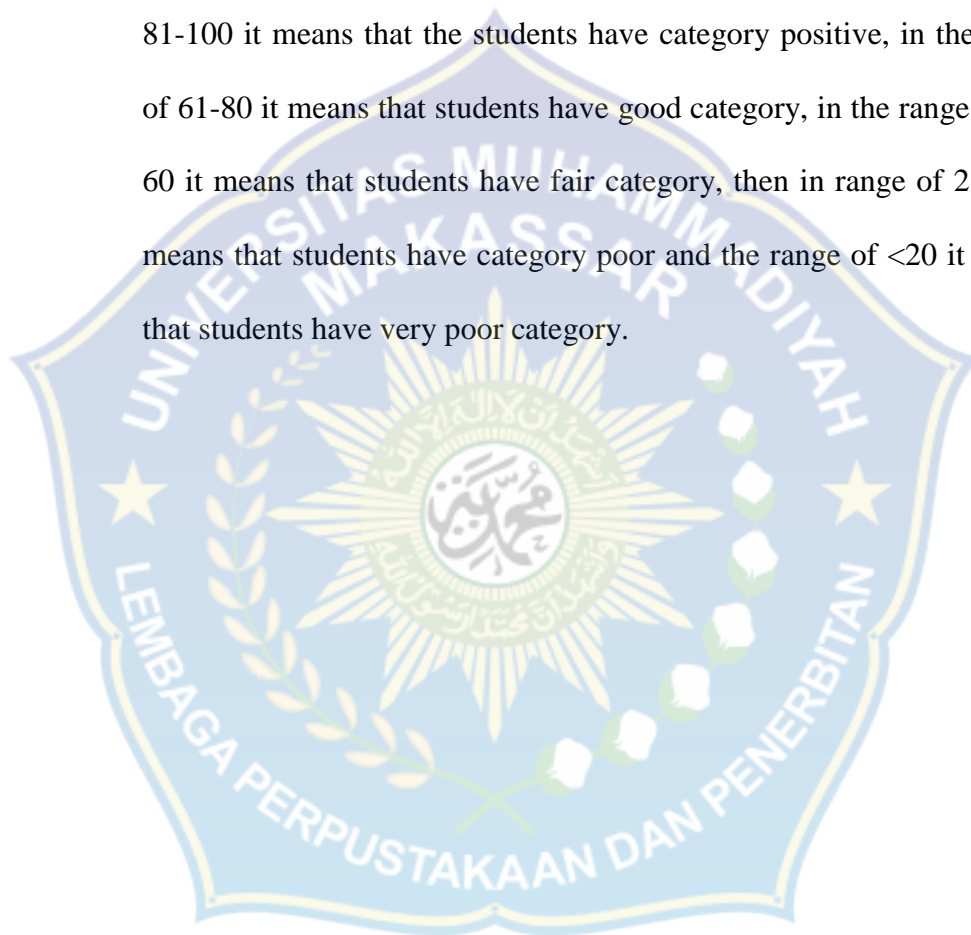 81-100 it means that the students have category positive, in the
of 61-80 it means that students have good category, in the range
60 it means that students have fair category, then in range of 2
means that students have category poor and the range of <20 it
that students have very poor category.
UNIVERSITAS MUHAMMADIYAH
MAKASSAR
LEMBAGA PERPUSTAKAAN DAN PENERBITAN